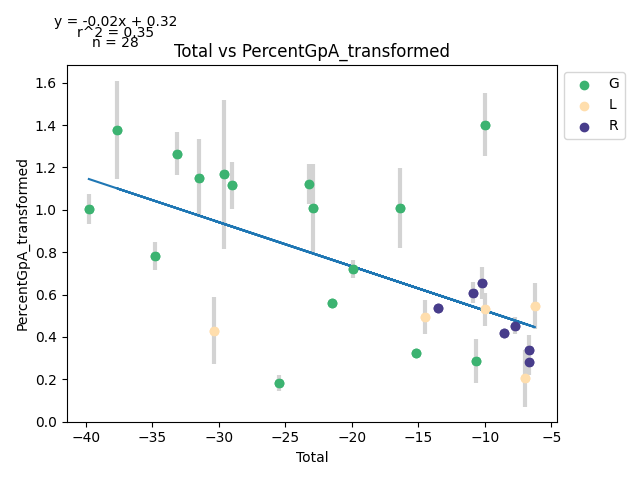 y = -0.02x + 0.32
r^2 = 0.35
n = 28
Total vs PercentGpA_transformed
G
L
R
PercentGpA_transformed
1.6
1.4
1.2
1.0
0.8
0.6
0.4
0.2
0.0
−40
−35
−30
−25
−20
−15
−10
−5
Total